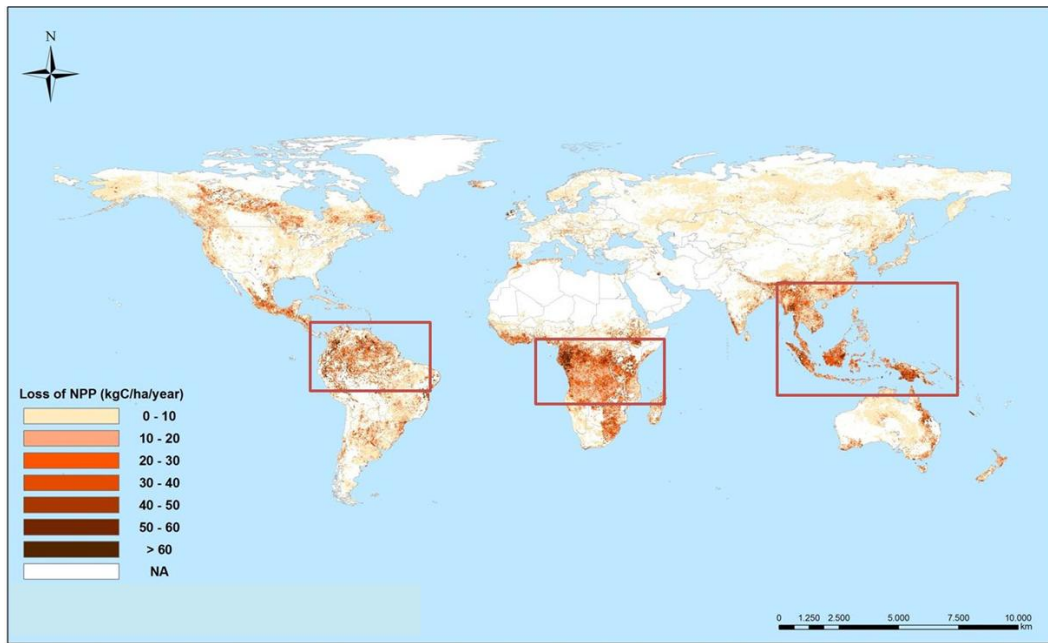 N
Loss of NPP (kgC/ha/year)
0 - 10
10 - 20
20 - 30
30 - 40
40 - 50
50 - 60
> 60
NA
0 1.250 2.500 5.000 7.500 10.000
km